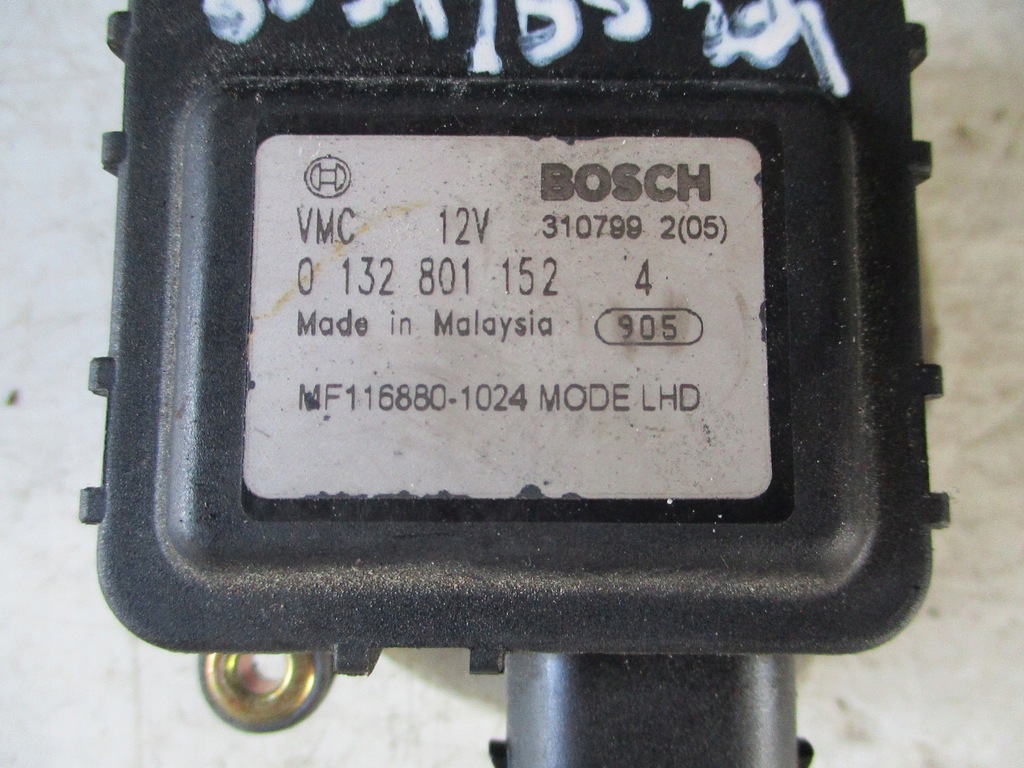 BOSCH
VMC 12V 310799 2(05)
0 132 801 152 4
Made in Malaysia 905
MF116880-1024 MODE LHD